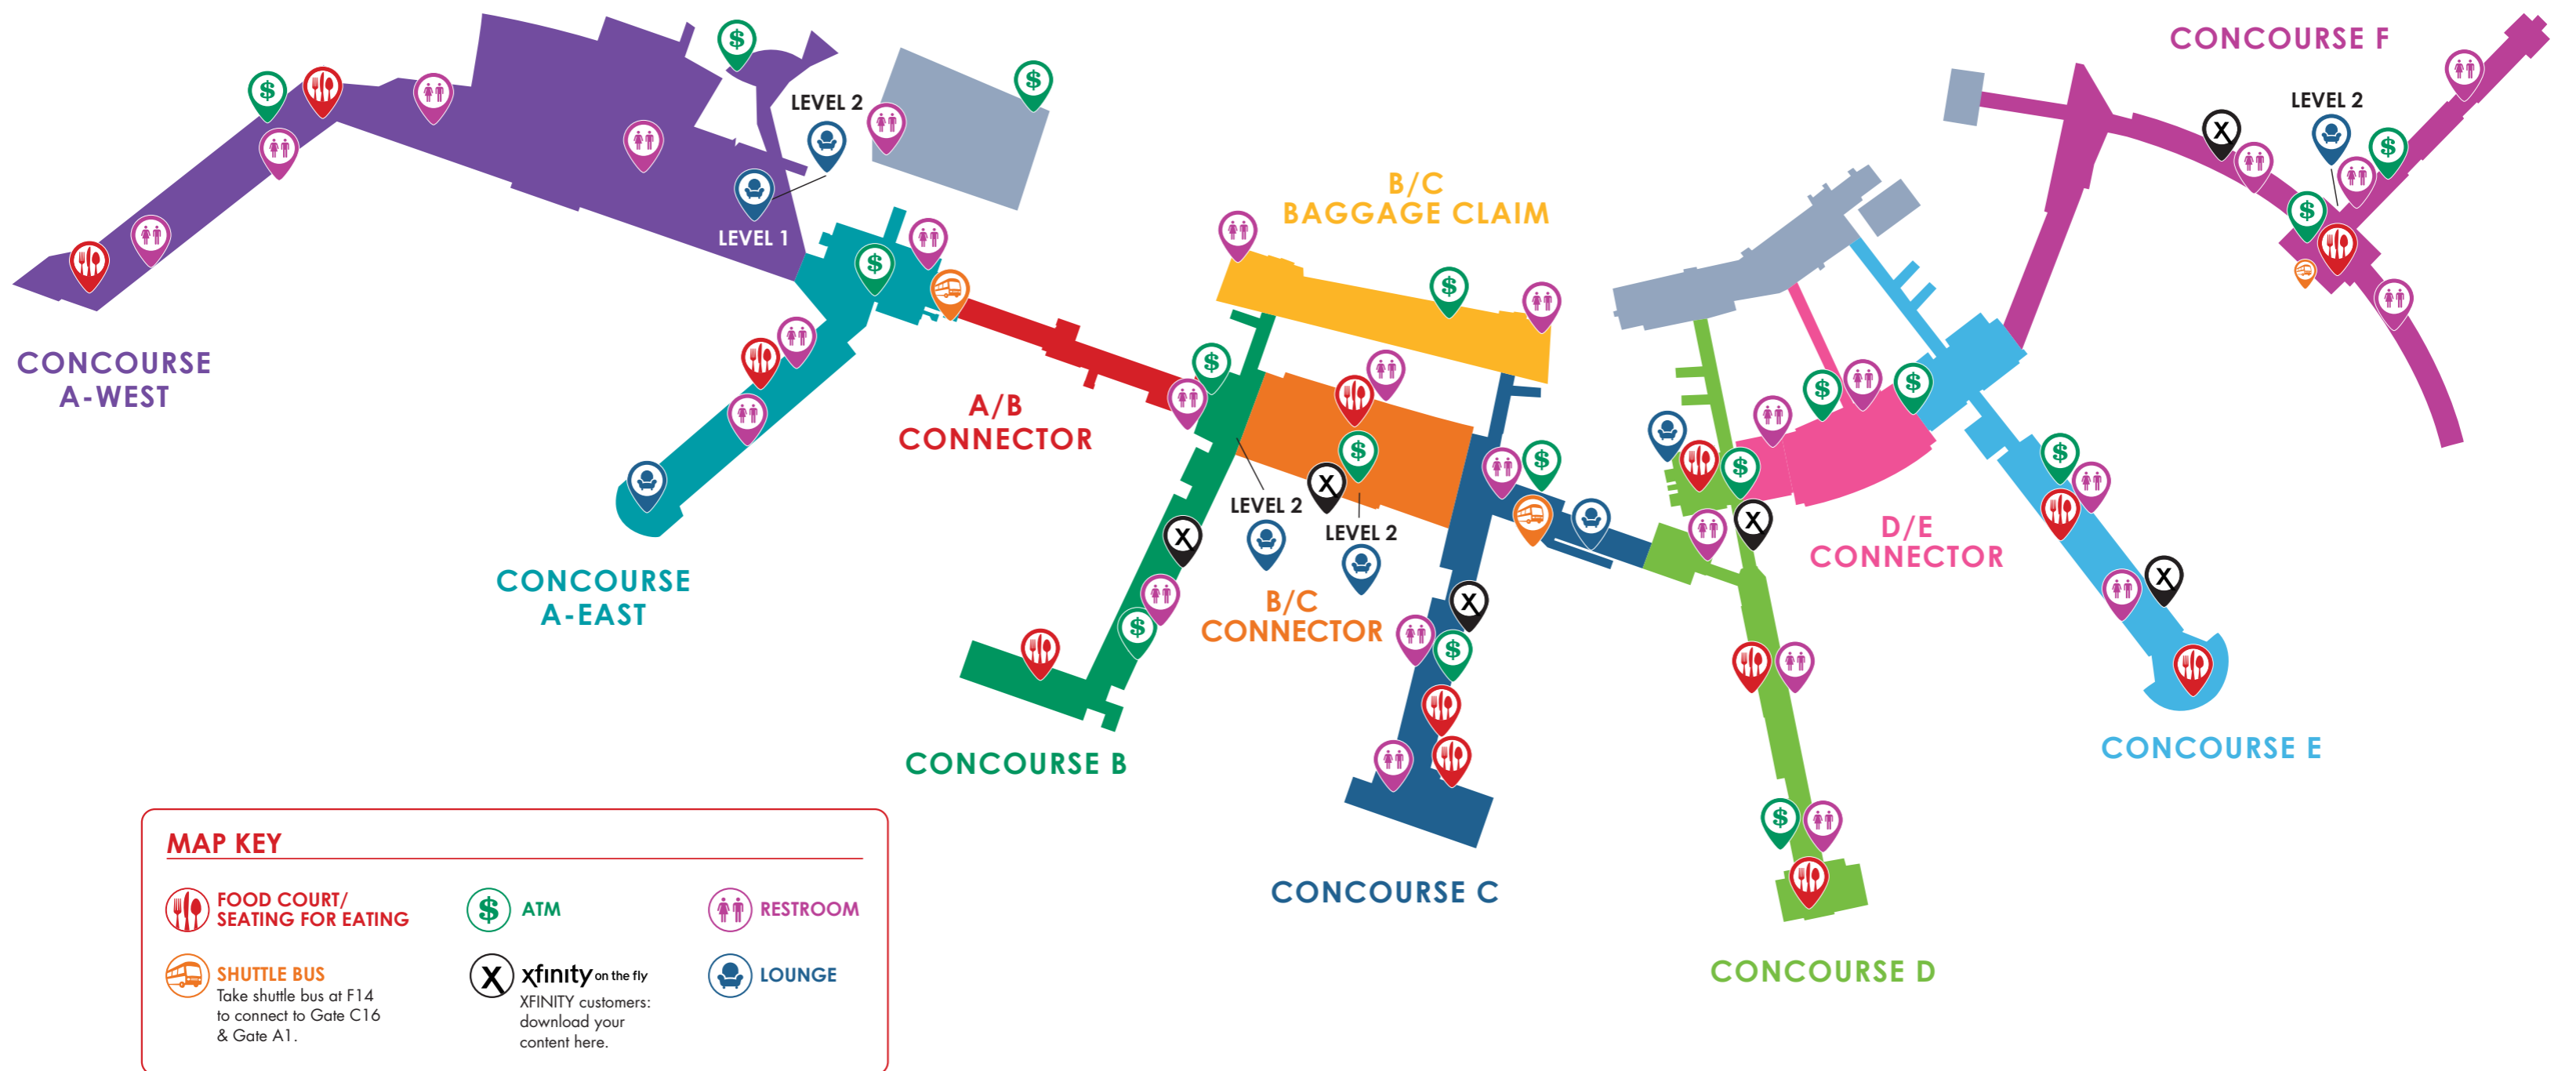 CONCOURSE F
LEVEL 2
LEVEL 2
B/C
BAGGAGE CLAIM
LEVEL 1
CONCOURSE
A-WEST
A/B
CONNECTOR
LEVEL 2
LEVEL 2
D/E
CONNECTOR
CONCOURSE
A-EAST
B/C
CONNECTOR
CONCOURSE B
CONCOURSE E
CONCOURSE C
CONCOURSE D
MAP KEY
FOOD COURT/
SEATING FOR EATING
$ ATM
RESTROOM
SHUTTLE BUS
Take shuttle bus at F14
to connect to Gate C16
& Gate A1.
X xfinity on the fly
XFINITY customers:
download your
content here.
LOUNGE